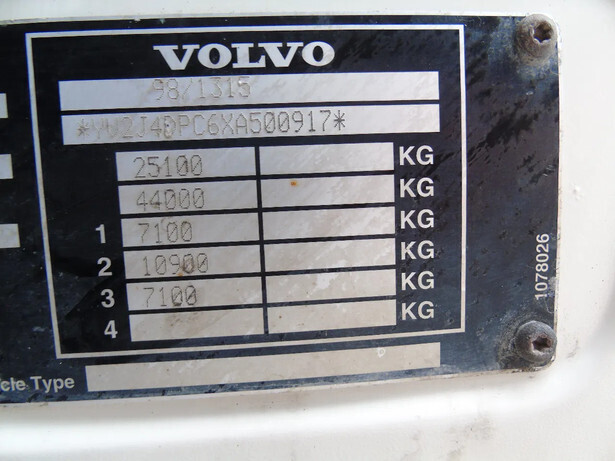 VOLVO
98/1315
*YV2J4DPC6XA500917*
25100 KG
44000 KG
1 7100 KG
2 10900 KG
3 7100 KG
4 KG
cle Type
1078026